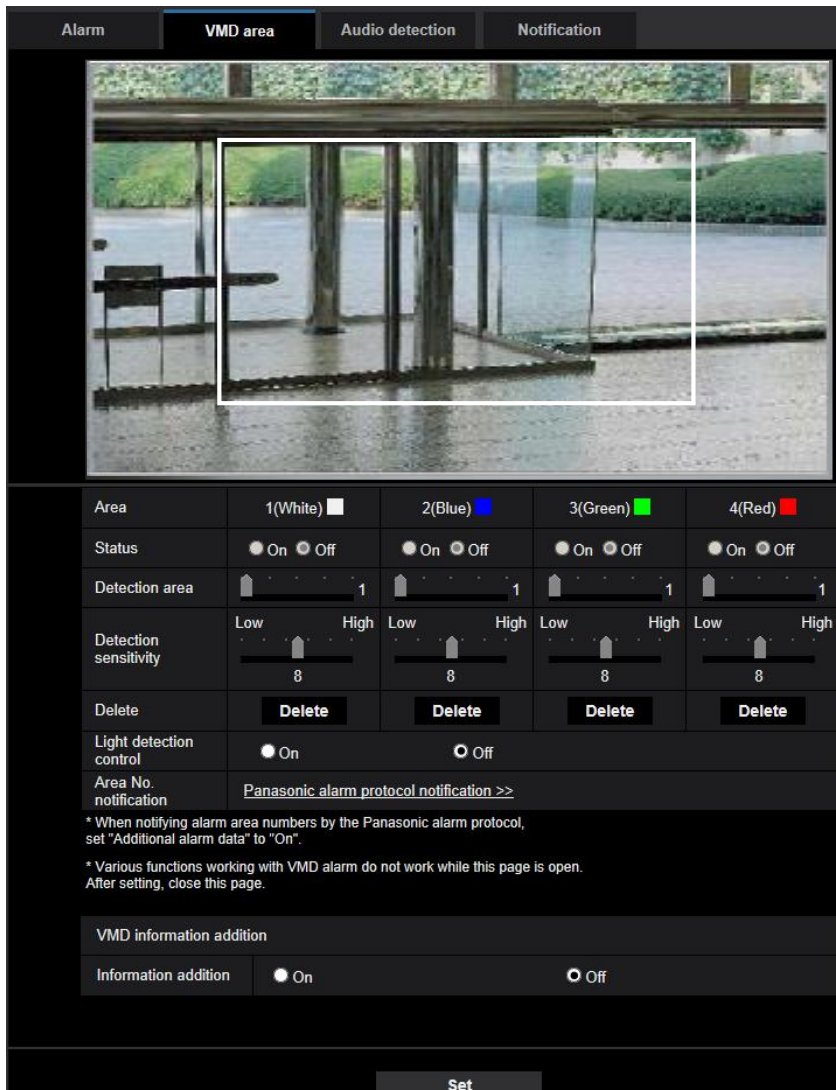 Alarm VMD area Audio detection Notification
Area 1(White) 2(Blue) 3(Green) 4(Red)
Status On Off On Off On Off On Off
Detection area 1 1 1 1
Low High Low High Low High Low High
Detection
sensitivity
8 8 8 8
Delete Delete Delete Delete Delete
Light detection
control On Off
Area No.
notification Panasonic alarm protocol notification >>
* When notifying alarm area numbers by the Panasonic alarm protocol,
set "Additional alarm data" to "On".
* Various functions working with VMD alarm do not work while this page is open.
After setting, close this page.
VMD information addition
Information addition On Off
Set